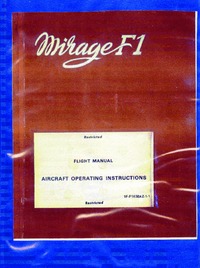 Mirage F1
Restricted
FLIGHT MANUAL
AIRCRAFT OPERATING INSTRUCTIONS
Restricted